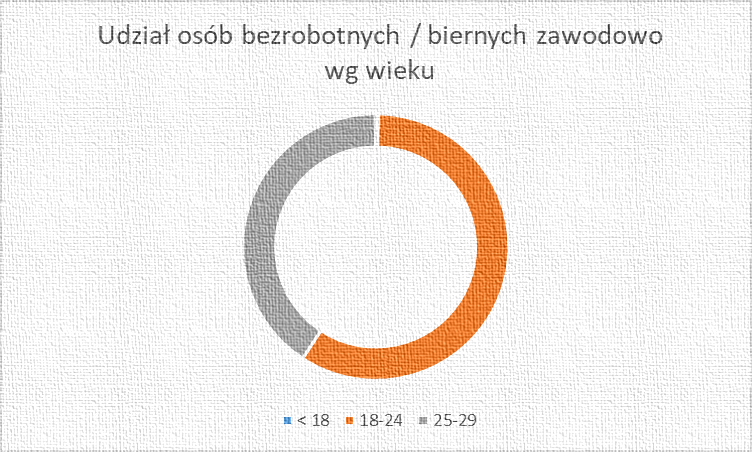 Udział osób bezrobotnych / biernych zawodowo
wg wieku
< 18 18-24 25-29